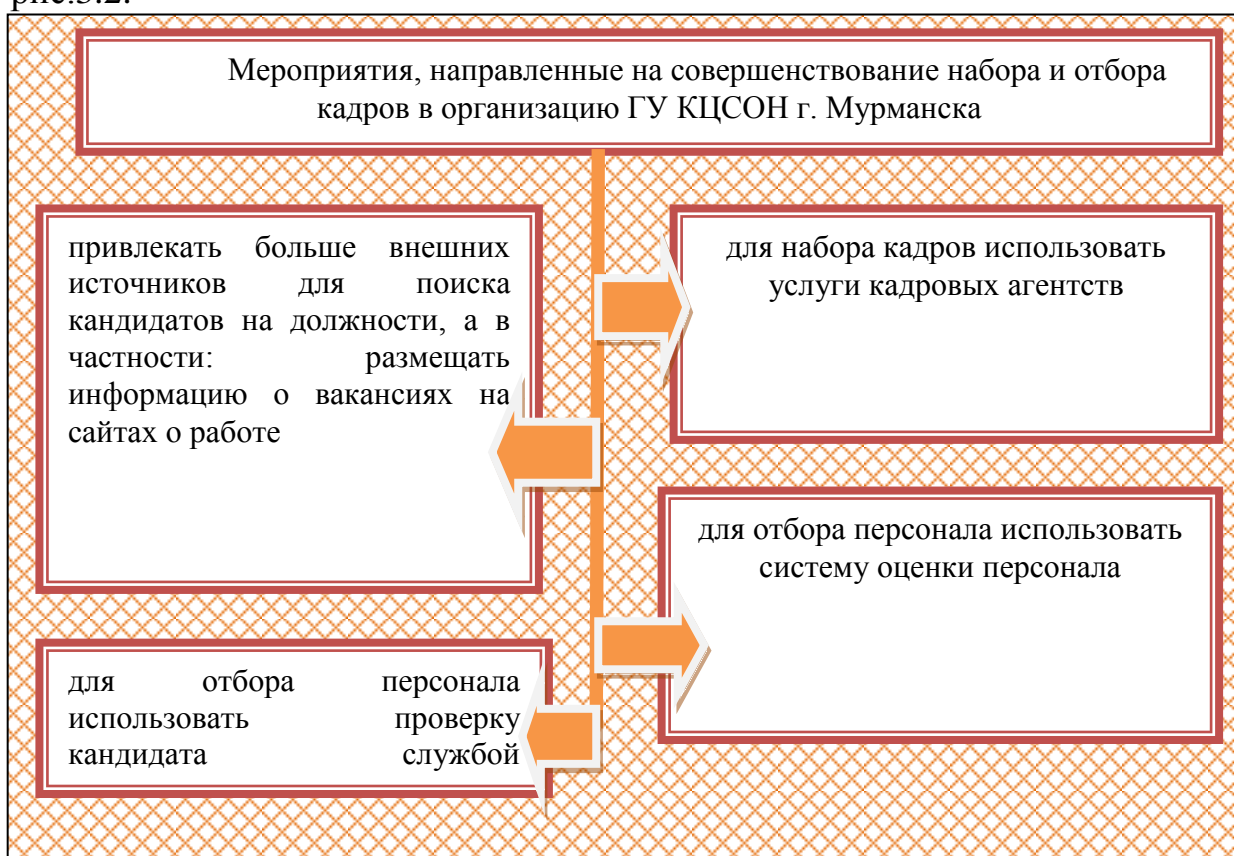 рис.3.2.
Мероприятия, направленные на совершенствование набора и отбора
кадров в организацию ГУ КЦСОН г. Мурманска
привлекать больше внешних
источников для поиска
кандидатов на должности, а в
частности: размещать
информацию о вакансиях на
сайтах о работе
для набора кадров использовать
услуги кадровых агентств
для отбора персонала использовать
систему оценки персонала
для отбора персонала
использовать проверку
кандидата службой